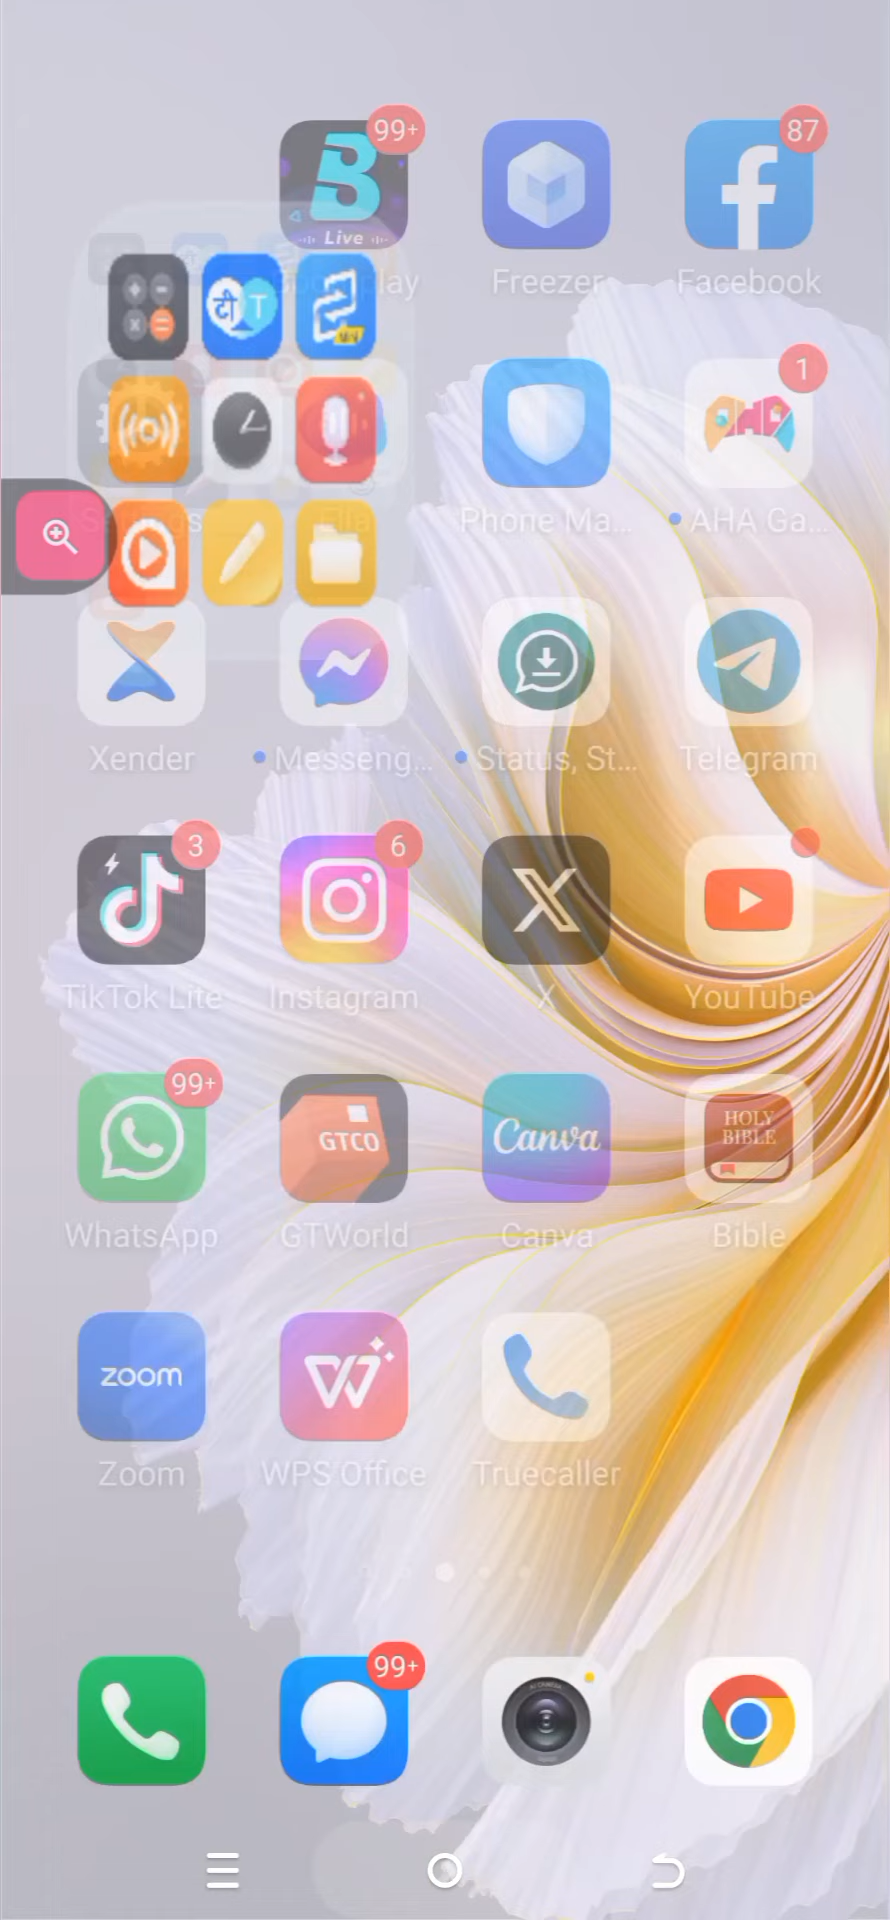 99+
87
Live
play
Freezer
Facebook
टी
T
1
Phone Ma...
AHA Ga...
Xender
Messeng...
Status, St...
Telegram
3
6
TikTok Lite
Instagram
X
YouTube
99+
GTCO
Canva
HOLY
BIBLE
WhatsApp
GTWorld
Canva
Bible
zoom
Zoom
WPS Office
Truecaller
99+